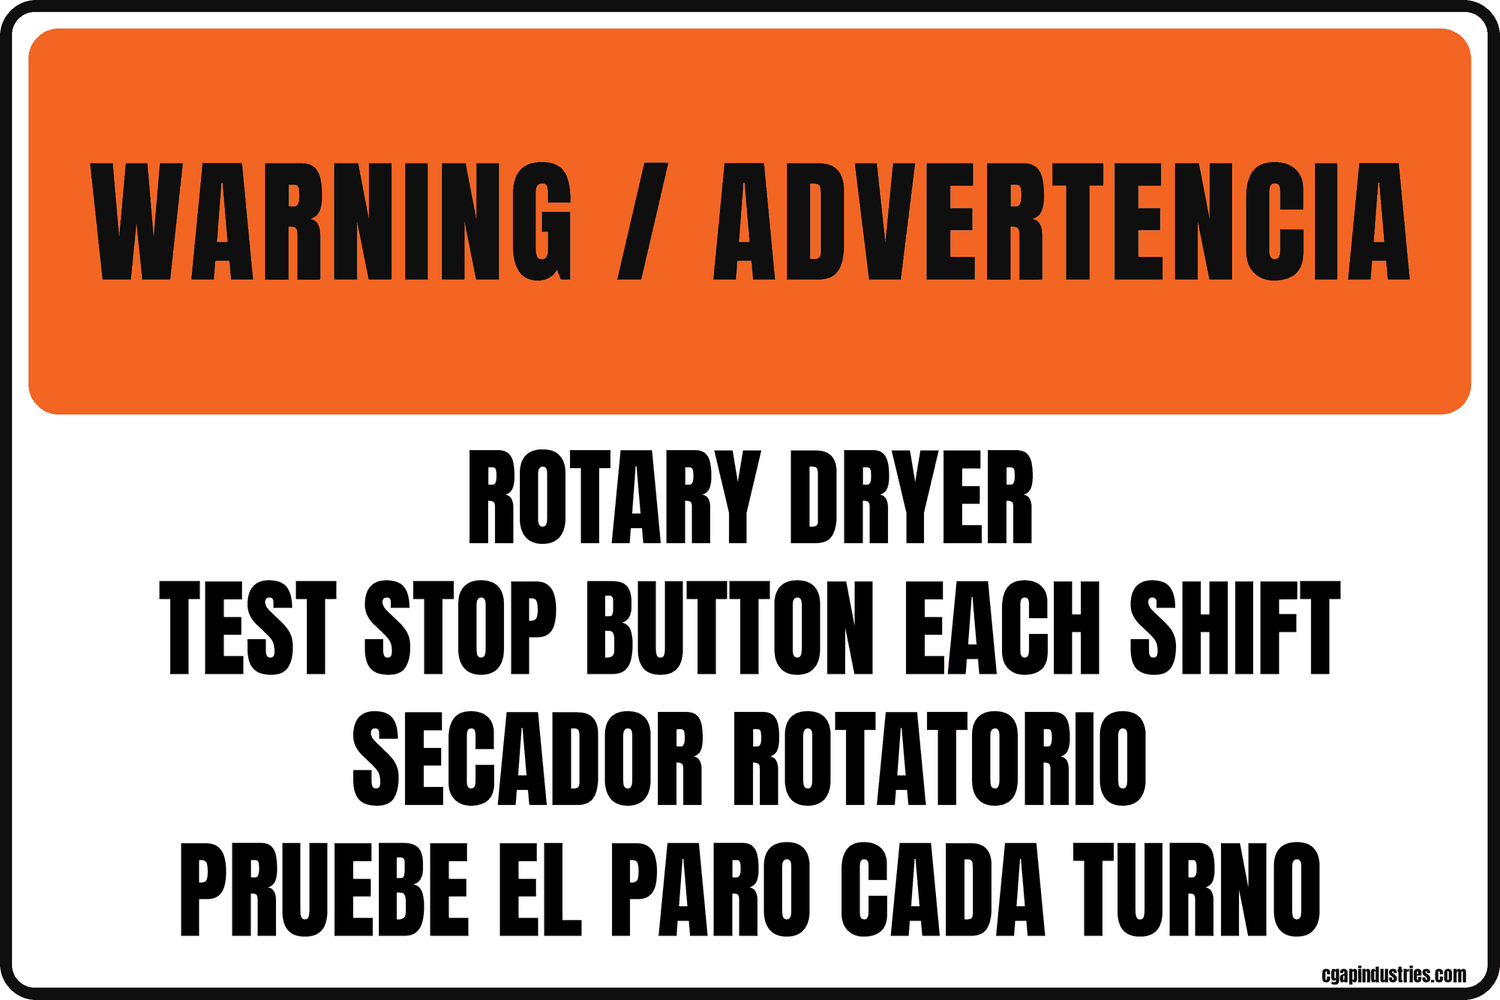 WARNING / ADVERTENCIA
ROTARY DRYER
TEST STOP BUTTON EACH SHIFT
SECADOR ROTATORIO
PRUEBE EL PARO CADA TURNO
cgapindustries.com